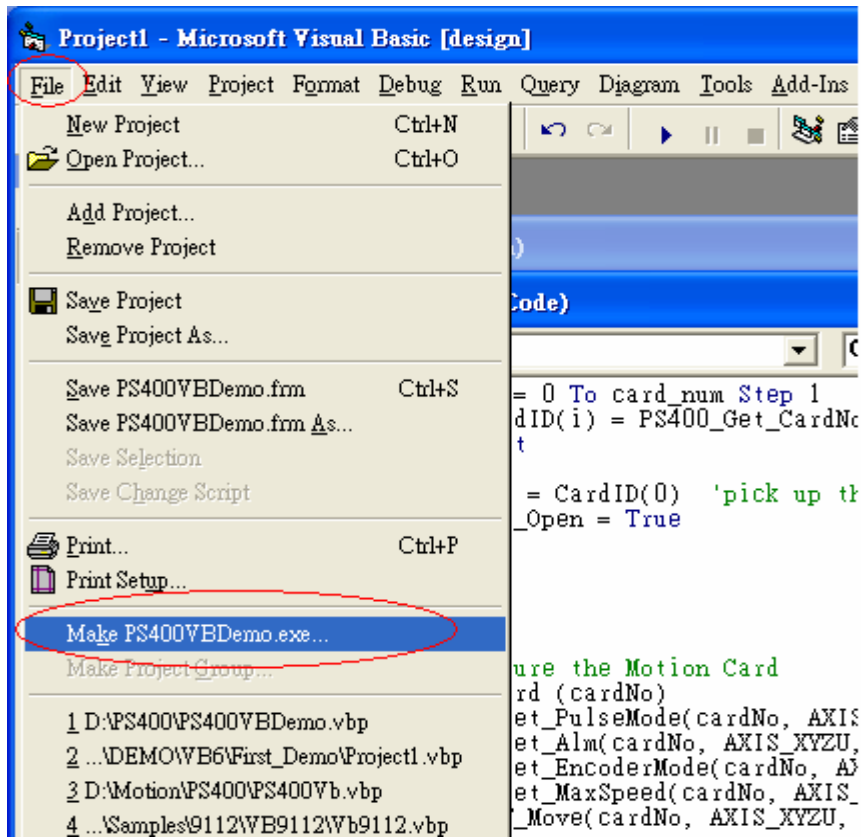 Project1 - Microsoft Visual Basic [design]
File Edit View Project Format Debug Run Query Diagram Tools Add-Ins
New Project Ctrl+N
Open Project... Ctrl+O
Add Project...
Remove Project
Save Project
Save Project As...
Save PS400VBDemo.frm Ctrl+S
Save PS400VBDemo.frm As...
Save Selection
Save Change Script
Print... Ctrl+P
Print Setup...
Make PS400VBDemo.exe...
Make Project Group...
1 D:\PS400\PS400VBDemo.vbp
2 ...\DEMO\VB6\First_Demo\Project1.vbp
3 D:\Motion\PS400\PS400Vb.vbp
4 ...\Samples\9112\VB9112\Vb9112.vbp
)
Code)
= 0 To card_num Step 1
dID(i) = PS400_Get_CardNo
t
= CardID(0) 'pick up th
_Open = True
ure the Motion Card
rd (cardNo)
et_PulseMode(cardNo, AXIS
et_Alm(cardNo, AXIS_XYZU,
et_EncoderMode(cardNo, AX
et_MaxSpeed(cardNo, AXIS_
_Move(cardNo, AXIS_XYZU,